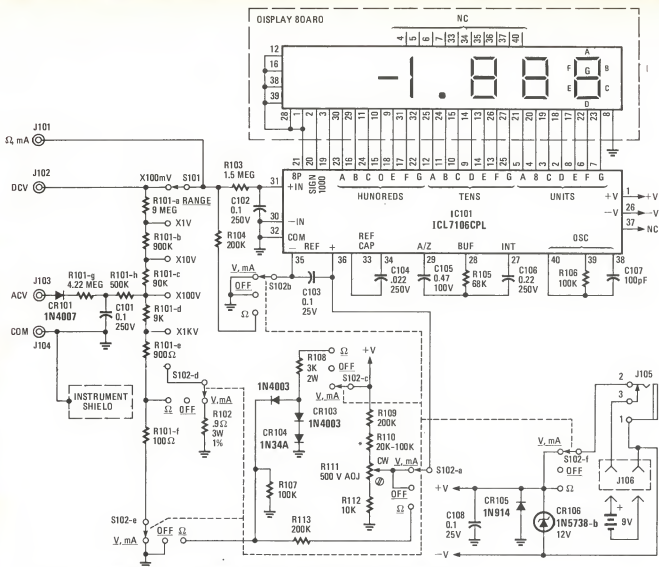 DISPLAY BOARD
NC
4 5 6 7 33 34 35 36 37 40
12
16
38
39
-1.888
A
F G B
E C
D
28 1 2 3 30 29 11 10 9 31 32 26 15 14 13 24 25 27 5 21 20 19 18 17 22 23 8
J101
Ω, mA
J102
DCV
X100mV
S101
RANGE
R101-a
9 MEG
X1V
R101-b
900K
X10V
R101-c
90K
X100V
R101-d
9K
X1KV
R101-e
900Ω
R101-f
100Ω
J103
ACV
R101-g
4.22 MEG
R101-h
500K
CR101
1N4007
C101
0.1
250V
COM
J104
INSTRUMENT
SHIELD
R103
1.5 MEG
C102
0.1
250V
R104
200K
31
30
32
21 20 19 23
8P
SIGN
1000
+IN
-IN
COM
A B C D E F G
HUNDREDS
A B C D E F G
TENS
A B C D E F G
UNITS
IC101
ICL7106CPL
+V
-V
1
26
37
+V
-V
NC
- REF +
REF
CAP
A/Z
BUF
INT
OSC
35 36 33 34 29 28 27 40 39 38
V, mA
OFF
Ω
S102b
C103
0.1
25V
C104
.022
250V
C105
0.47
100V
R105
68K
C106
0.22
250V
R106
100K
C107
100pF
S102-d
Ω OFF V, mA
R102
.9Ω
3W
1%
R108
3K
2W
Ω
OFF
V, mA
S102-c
+V
1N4003
CR103
1N4003
CR104
1N34A
R107
100K
R109
200K
R110
20K-100K
R111
500 V AOJ
CW
R112
10K
V, mA
S102-a
OFF
Ω
R113
200K
S102-e
V, mA
OFF
Ω
V, mA
S102-f
OFF
Ω
+V
-V
C108
0.1
25V
CR105
1N914
CR106
1N5738-b
12V
J105
2
3
1
J106
+
9V